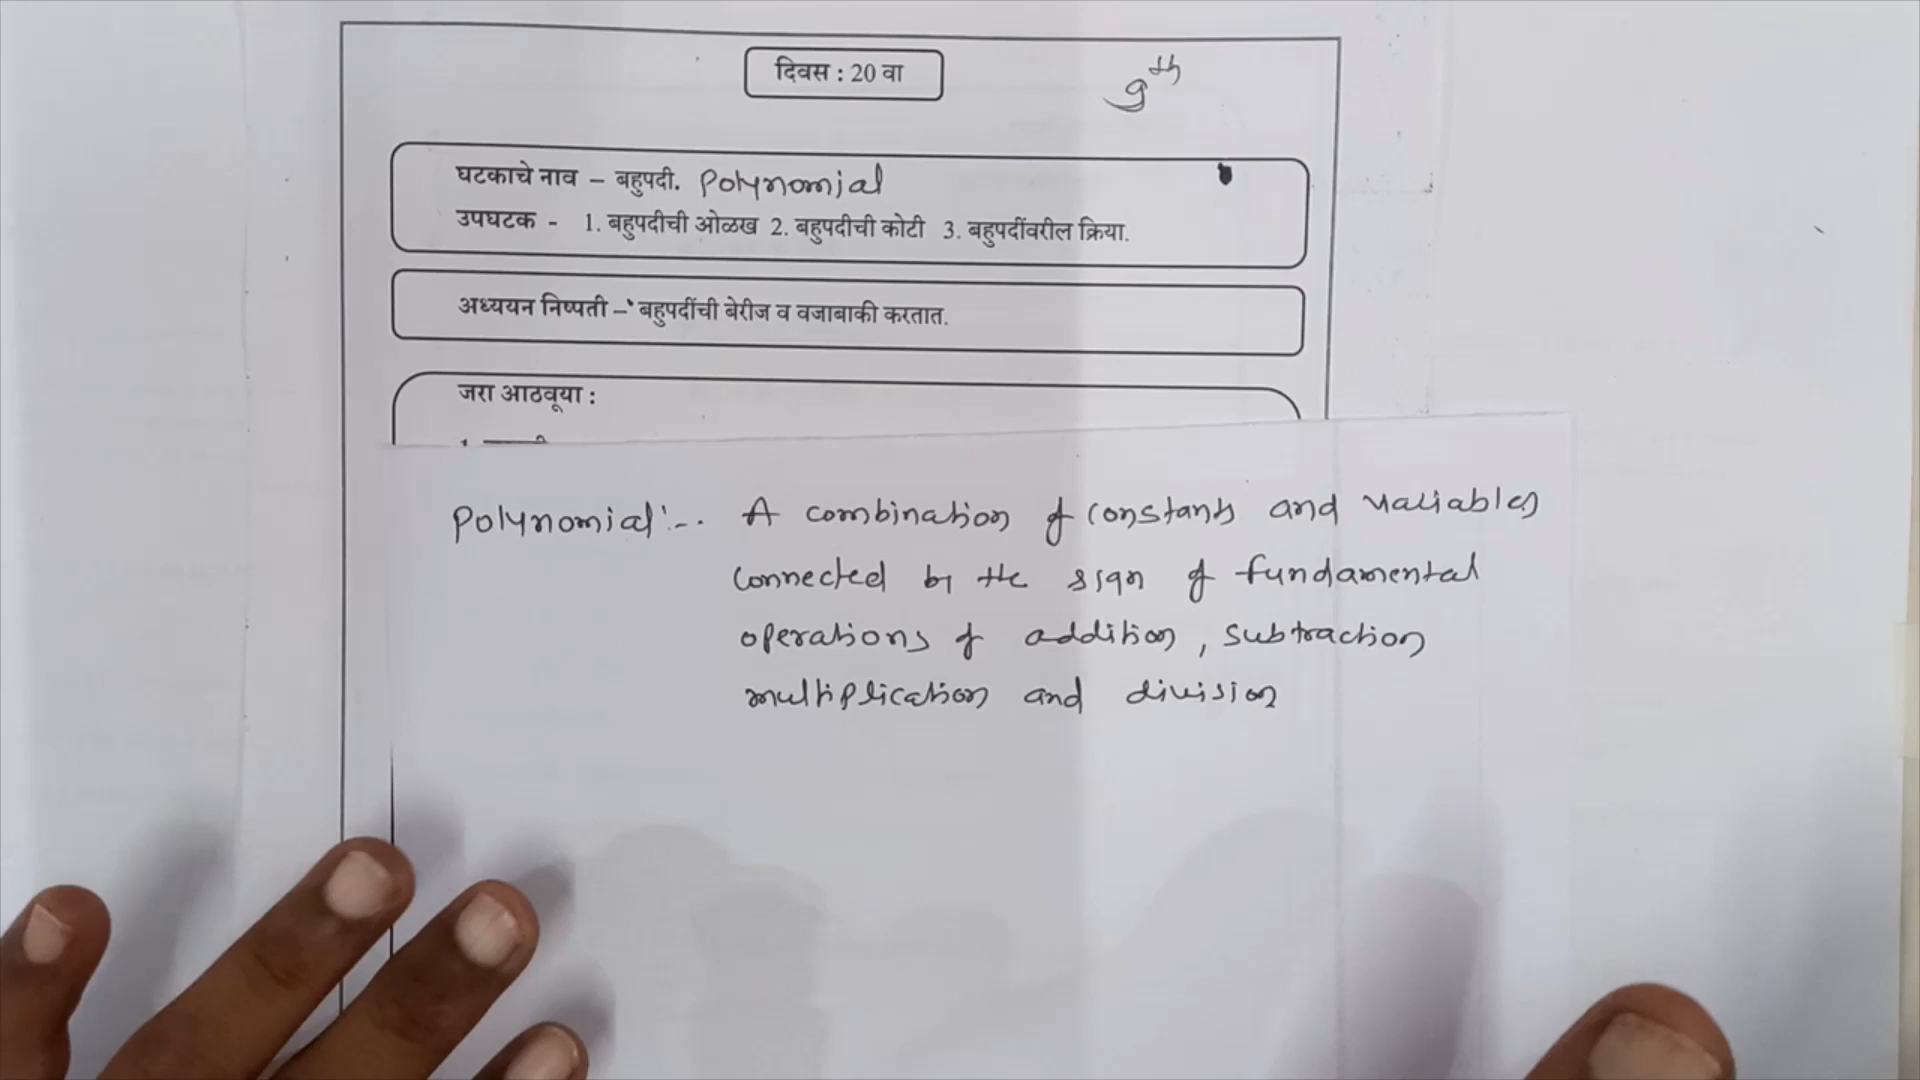 दिवस : 20 वा
9th
घटकाचे नाव – बहुपदी. Polynomial
उपघटक - 1. बहुपदीची ओळख 2. बहुपदीची कोटी 3. बहुपदींवरील क्रिया.
अध्ययन निष्पती – बहुपदींची बेरीज व वजाबाकी करतात.
जरा आठवूया :
Polynomial :- A combination of constants and variables
connected by the sign of fundamental
operations of addition, subtraction
multiplication and division